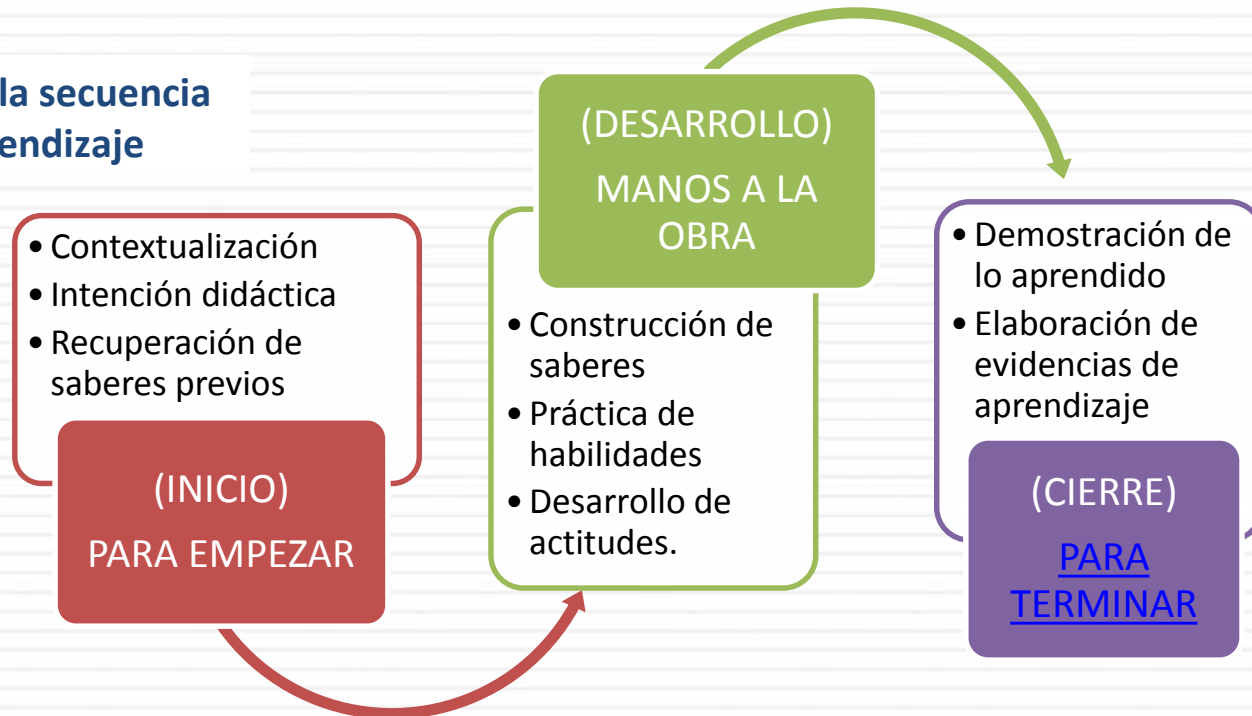 la secuencia
endizaje
• Contextualización
• Intención didáctica
• Recuperación de
saberes previos
(INICIO)
PARA EMPEZAR
(DESARROLLO)
MANOS A LA
OBRA
• Construcción de
saberes
• Práctica de
habilidades
• Desarrollo de
actitudes.
• Demostración de
lo aprendido
• Elaboración de
evidencias de
aprendizaje
(CIERRE)
PARA
TERMINAR